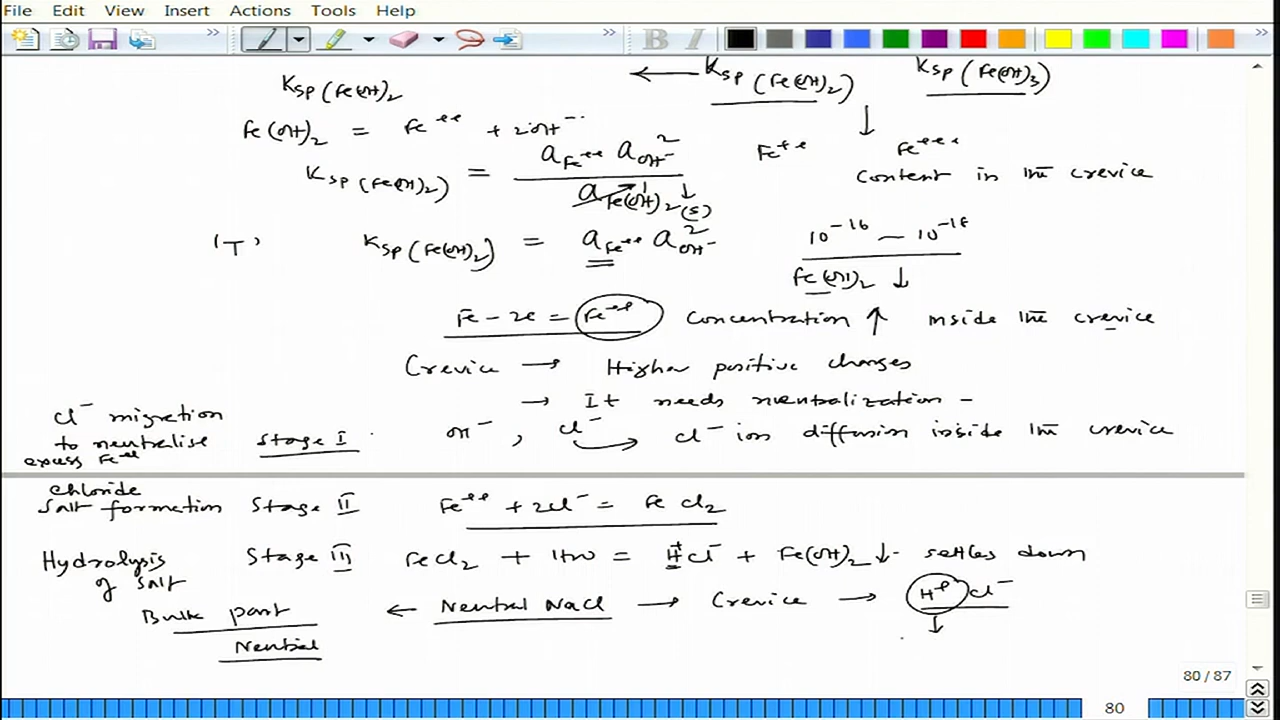 File Edit View Insert Actions Tools Help
B I
Ksp (Fe(OH)2 ← Ksp (Fe(OH)2) Ksp (Fe(OH)3)
Fe(OH)2 = Fe++ + 2OH-
Fe++ Fe+++
Ksp (Fe(OH)2) = aFe++ a²OH- / aFe(OH)2 ↓(s)
content in the crevice
(T) Ksp (Fe(OH)2) = aFe++ a²OH-
10-16 — 10-18
Fe(OH)2 ↓
Fe - 2e = Fe++ concentration ↑ inside the crevice
Crevice → Higher positive charges
→ It needs neutralization -
Cl- migration to neutralise excess Fe++
Stage I OH-, Cl- → Cl- ion diffusion inside the crevice
chloride salt formation Stage II Fe++ + 2Cl- = FeCl2
Hydrolysis of salt Stage III FeCl2 + HOH = H+Cl- + Fe(OH)2 ↓ - settles down
Bulk part ← Neutral NaCl → Crevice → H+ Cl-
Neutral ↓
80 / 87
80